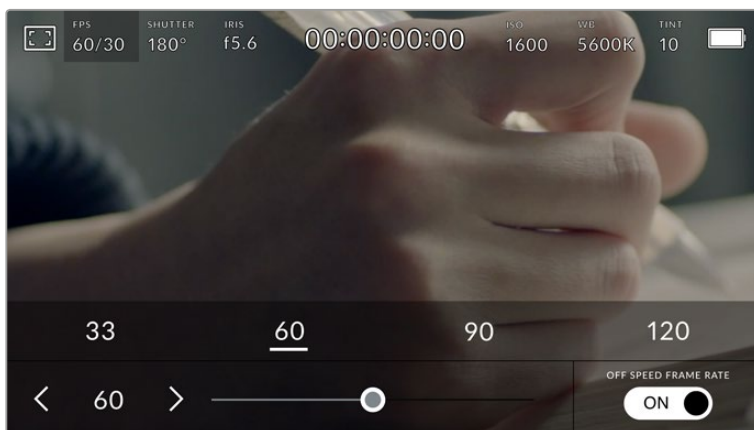 FPS SHUTTER IRIS ISO WB TINT
60/30 180° f5.6 00:00:00:00 1600 5600K 10
33 60 90 120
OFF SPEED FRAME RATE
60 ON